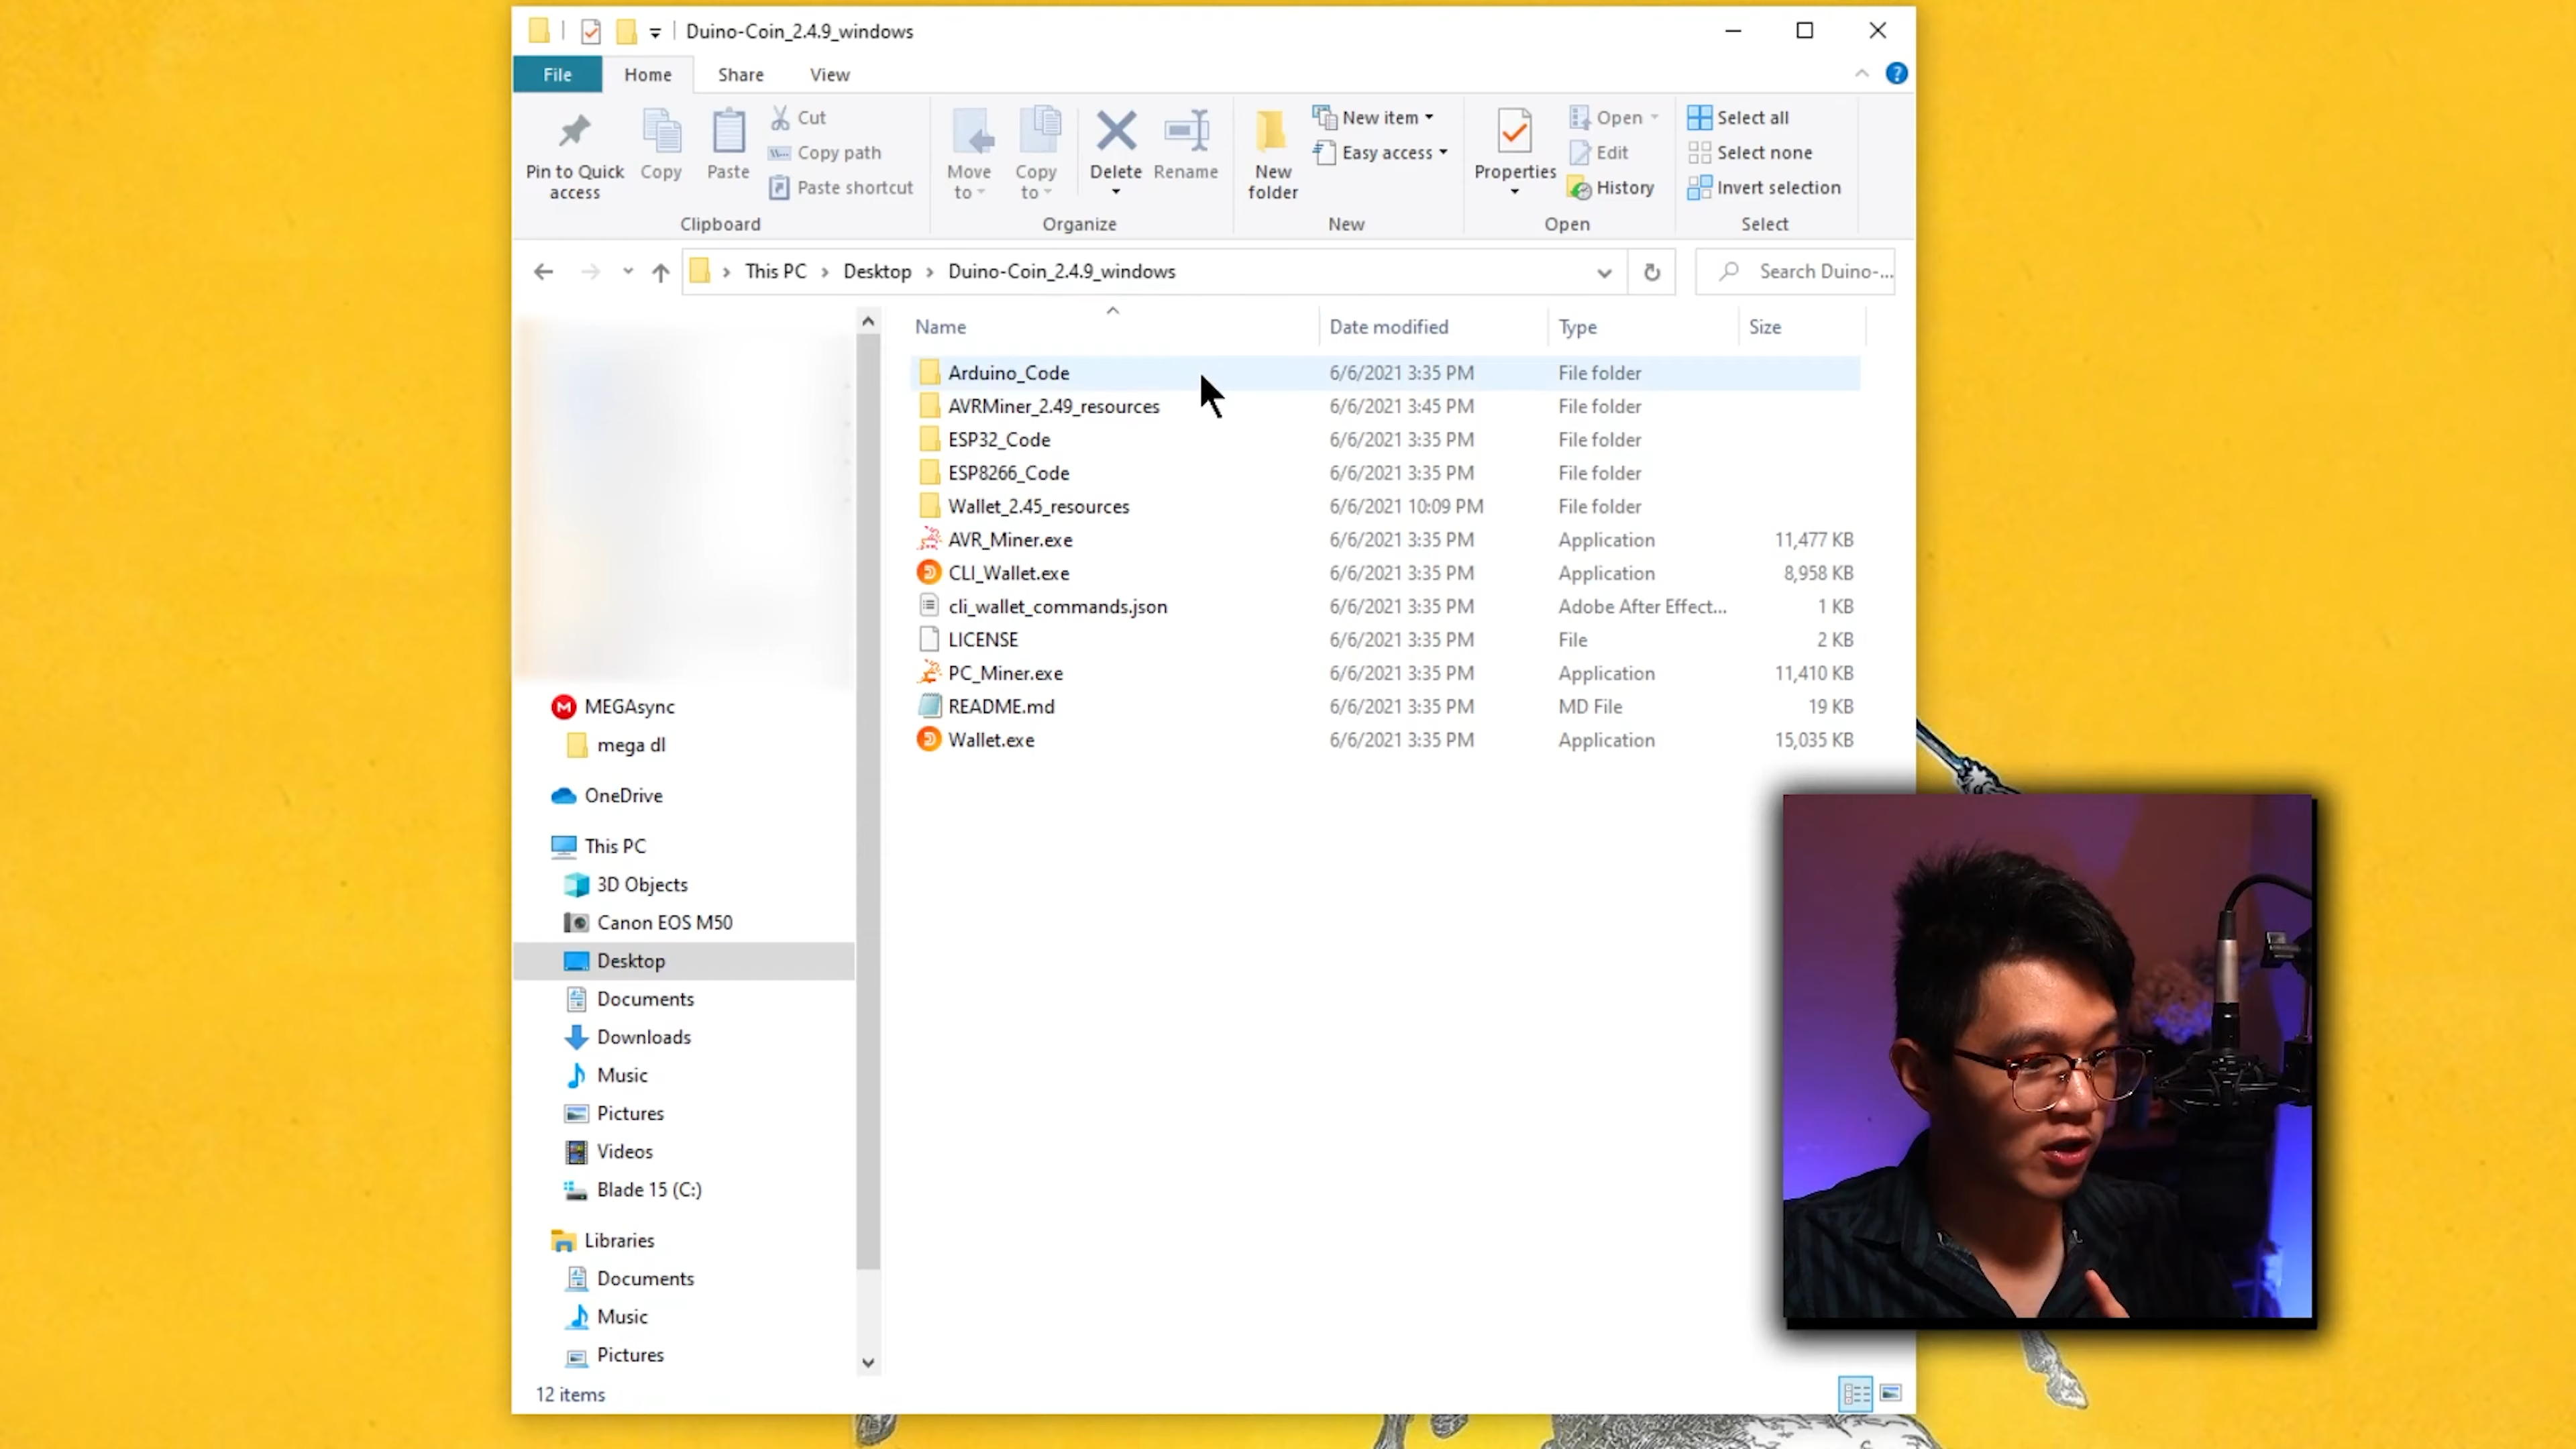 Duino-Coin_2.4.9_windows
File Home Share View
Pin to Quick access
Copy
Paste
Cut
Copy path
Paste shortcut
Clipboard
Move to
Copy to
Delete
Rename
Organize
New folder
New item
Easy access
New
Properties
Open
Edit
History
Open
Select all
Select none
Invert selection
Select
This PC > Desktop > Duino-Coin_2.4.9_windows
Search Duino-...
Name Date modified Type Size
Arduino_Code 6/6/2021 3:35 PM File folder
AVRMiner_2.49_resources 6/6/2021 3:45 PM File folder
ESP32_Code 6/6/2021 3:35 PM File folder
ESP8266_Code 6/6/2021 3:35 PM File folder
Wallet_2.45_resources 6/6/2021 10:09 PM File folder
AVR_Miner.exe 6/6/2021 3:35 PM Application 11,477 KB
CLI_Wallet.exe 6/6/2021 3:35 PM Application 8,958 KB
cli_wallet_commands.json 6/6/2021 3:35 PM Adobe After Effect... 1 KB
LICENSE 6/6/2021 3:35 PM File 2 KB
PC_Miner.exe 6/6/2021 3:35 PM Application 11,410 KB
README.md 6/6/2021 3:35 PM MD File 19 KB
Wallet.exe 6/6/2021 3:35 PM Application 15,035 KB
MEGAsync
mega dl
OneDrive
This PC
3D Objects
Canon EOS M50
Desktop
Documents
Downloads
Music
Pictures
Videos
Blade 15 (C:)
Libraries
Documents
Music
Pictures
12 items